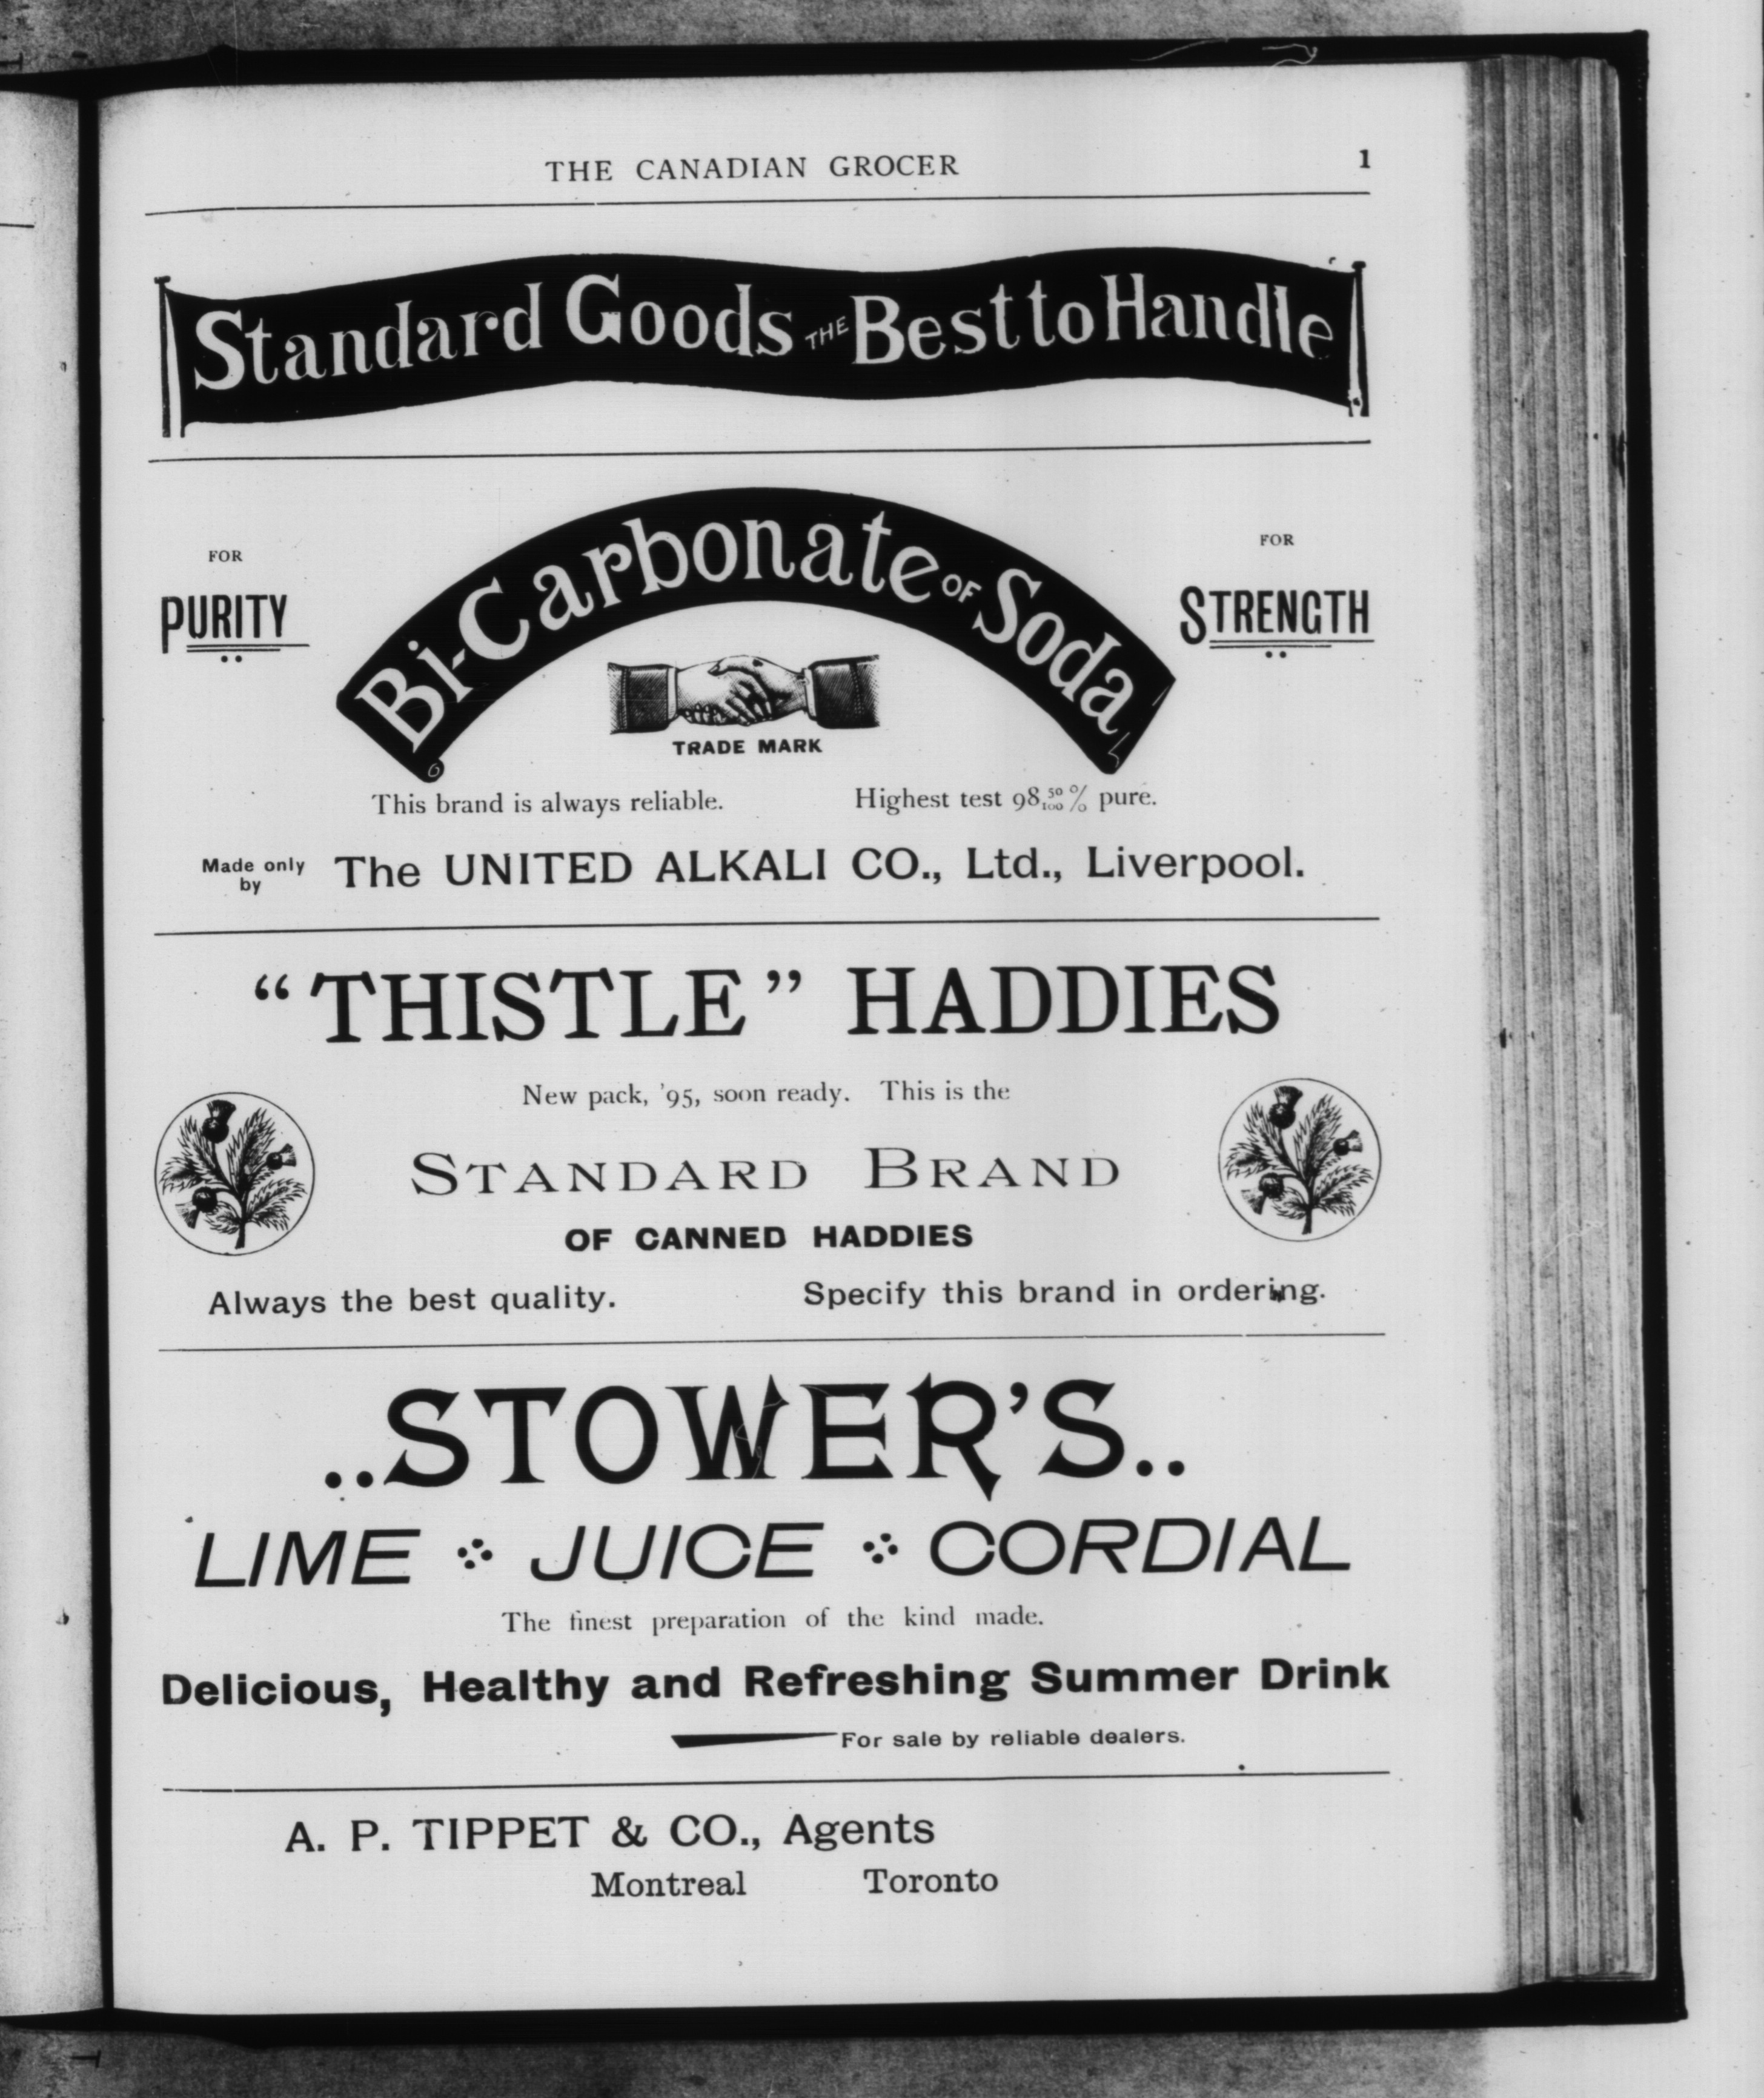 THE CANADIAN GROCER 1
Standard Goods THE Best to Handle
FOR PURITY
Bi-Carbonate OF Soda
FOR STRENGTH
TRADE MARK
This brand is always reliable. Highest test 98 50/100 % pure.
Made only by The UNITED ALKALI CO., Ltd., Liverpool.
“THISTLE” HADDIES
New pack, ’95, soon ready. This is the
STANDARD BRAND
OF CANNED HADDIES
Always the best quality. Specify this brand in ordering.
..STOWER’S..
LIME JUICE CORDIAL
The finest preparation of the kind made.
Delicious, Healthy and Refreshing Summer Drink
For sale by reliable dealers.
A. P. TIPPET & CO., Agents
Montreal Toronto